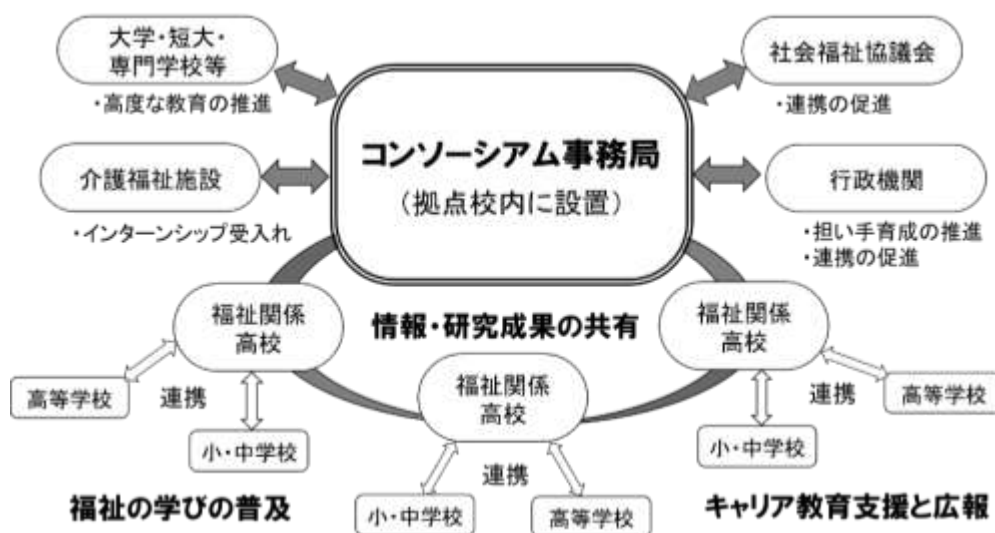 大学・短大・
専門学校等
・高度な教育の推進
社会福祉協議会
・連携の促進
コンソーシアム事務局
(拠点校内に設置)
介護福祉施設
・インターンシップ受入れ
行政機関
・担い手育成の推進
・連携の促進
福祉関係
高校
情報・研究成果の共有
福祉関係
高校
福祉関係
高校
高等学校
連携
小・中学校
連携
高等学校
小・中学校
連携
小・中学校
高等学校
福祉の学びの普及
キャリア教育支援と広報